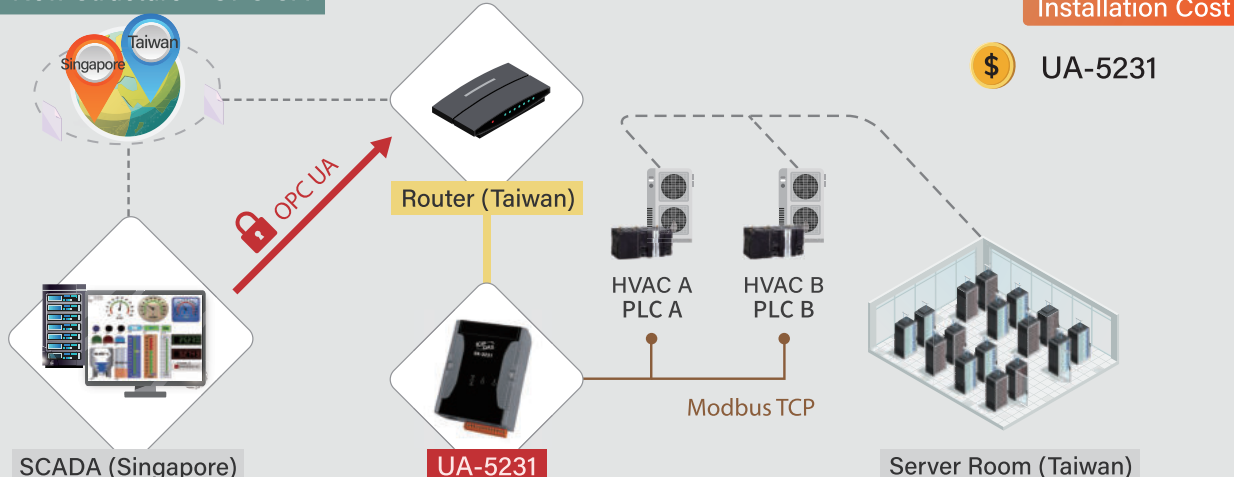 Installation Cost
Taiwan
Singapore
$ UA-5231
OPC UA
Router (Taiwan)
HVAC A
PLC A
HVAC B
PLC B
Modbus TCP
SCADA (Singapore)
UA-5231
Server Room (Taiwan)